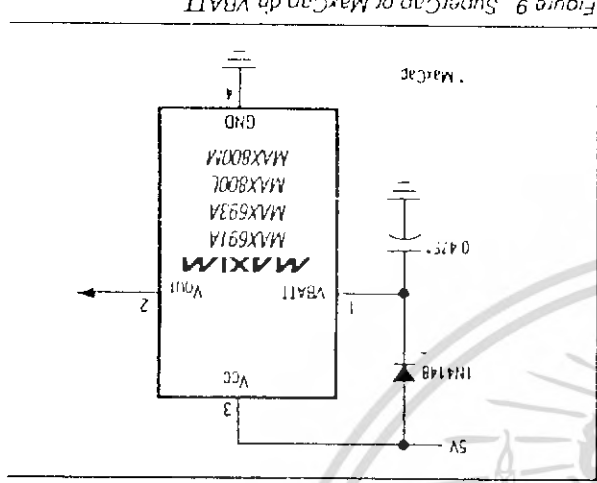 Figure 9 SuperCap or MaxCap on VBATT
5V
3
VCC
1N4148
1
VBATT
VOUT
2
0.47F*
MAXIM
MAX691A
MAX693A
MAX800L
MAX800M
GND
4
* MaxCap